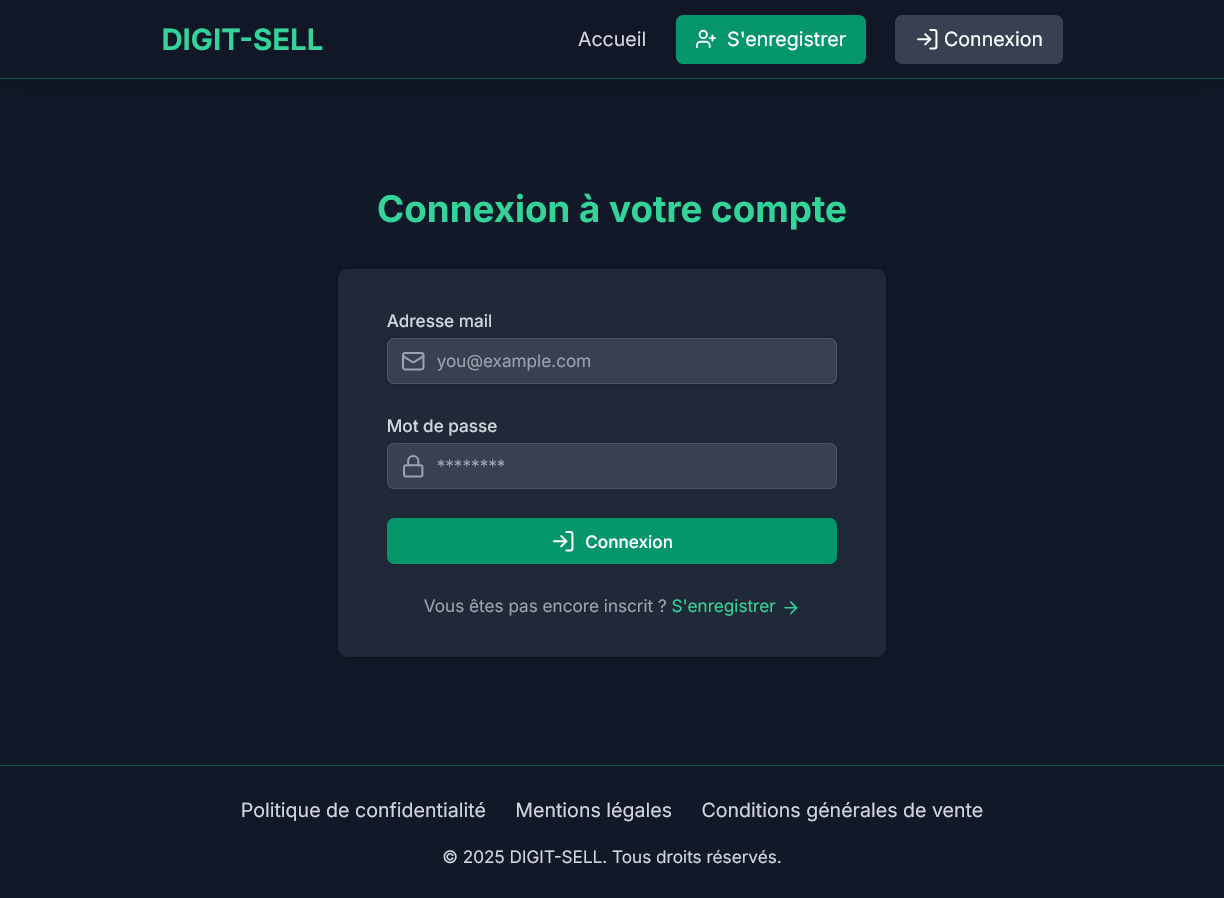 DIGIT-SELL
Accueil
S'enregistrer
Connexion
Connexion à votre compte
Adresse mail
you@example.com
Mot de passe
********
Connexion
Vous êtes pas encore inscrit ? S'enregistrer →
Politique de confidentialité
Mentions légales
Conditions générales de vente
© 2025 DIGIT-SELL. Tous droits réservés.